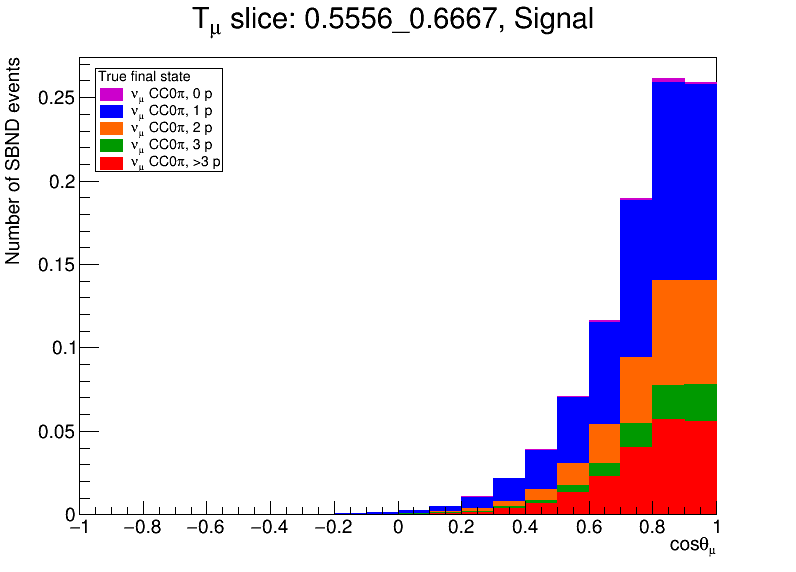 Tμ slice: 0.5556_0.6667, Signal
Number of SBND events
True final state
νμ CC0π, 0 p
νμ CC0π, 1 p
νμ CC0π, 2 p
νμ CC0π, 3 p
νμ CC0π, >3 p
0.25
0.2
0.15
0.1
0.05
0
−1 −0.8 −0.6 −0.4 −0.2 0 0.2 0.4 0.6 0.8 1
cosθμ